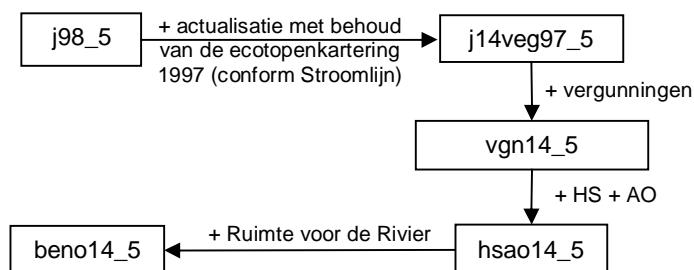 j98_5
+ actualisatie met behoud
van de ecotopenkartering
1997 (conform Stroomlijn)
j14veg97_5
+ vergunningen
vgn14_5
+ HS + AO
hsao14_5
+ Ruimte voor de Rivier
beno14_5